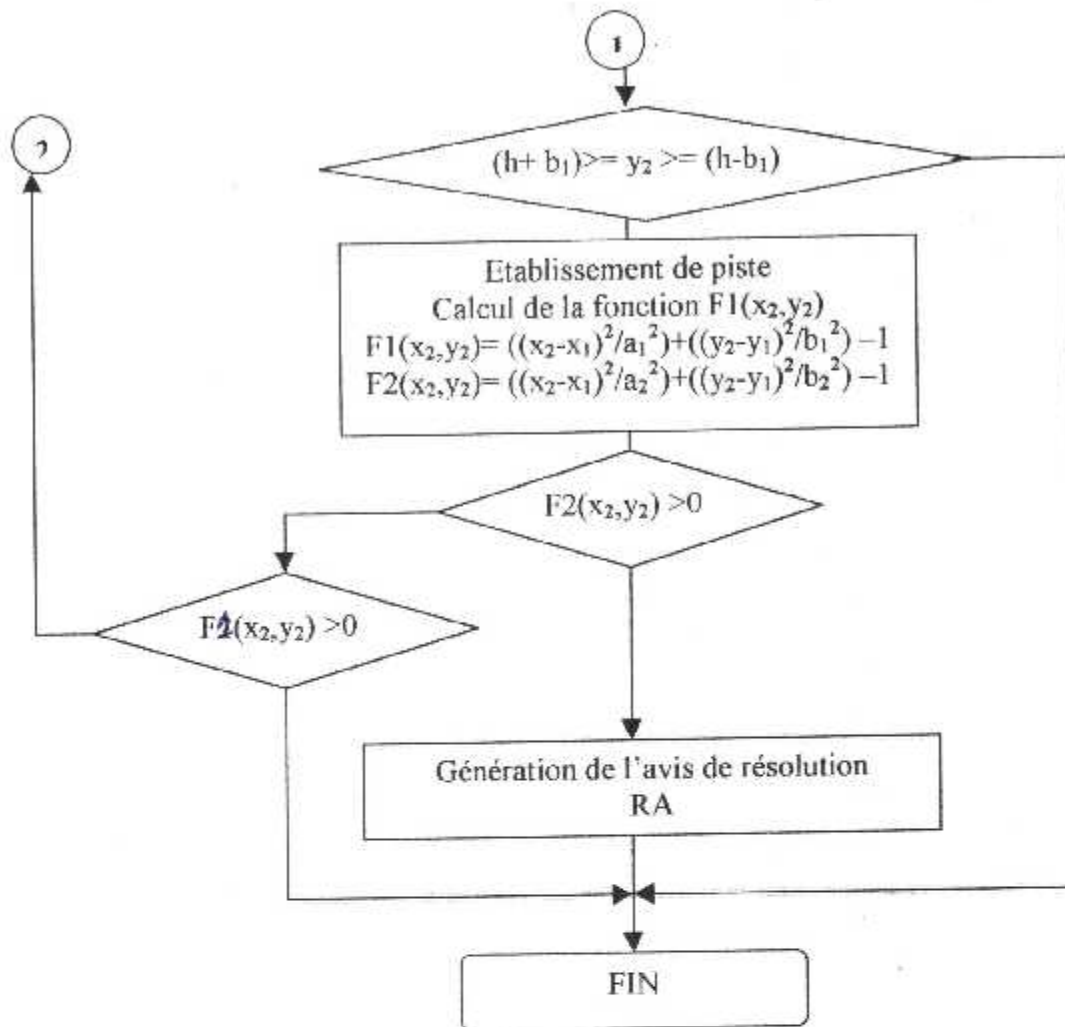 1
2
(h+ b₁)>= y₂ >= (h-b₁)
Etablissement de piste
Calcul de la fonction F1(x₂,y₂)
F1(x₂,y₂)= ((x₂-x₁)²/a₁²)+((y₂-y₁)²/b₁²) –1
F2(x₂,y₂)= ((x₂-x₁)²/a₂²)+((y₂-y₁)²/b₂²) –1
F2(x₂,y₂) >0
F1(x₂,y₂) >0
Génération de l'avis de résolution
RA
FIN